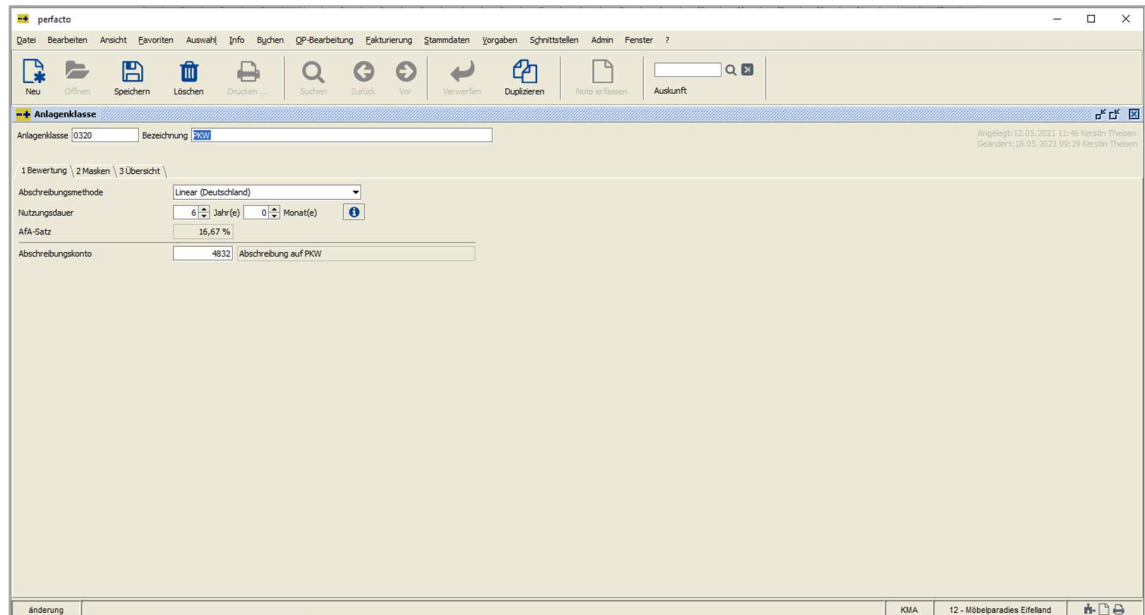 perfacto
Datei Bearbeiten Ansicht Favoriten Auswahl Info Buchen OP-Bearbeitung Fakturierung Stammdaten Vorgaben Schnittstellen Admin Fenster ?
Neu Öffnen Speichern Löschen Drucken ... Suchen Zurück Vor Verwerfen Duplizieren Note erfassen Auskunft
Anlagenklasse
Anlagenklasse 0320 Bezeichnung PKW
Angelegt:12.05.2021 11:46 Kerstin Theisen
Geändert:18.05.2021 09:19 Kerstin Theisen
1 Bewertung 2 Masken 3 Übersicht
Abschreibungsmethode Linear (Deutschland)
Nutzungsdauer 6 Jahr(e) 0 Monat(e)
AfA-Satz 16,67 %
Abschreibungskonto 4832 Abschreibung auf PKW
änderung KMA 12 - Möbelparadies Eifelland